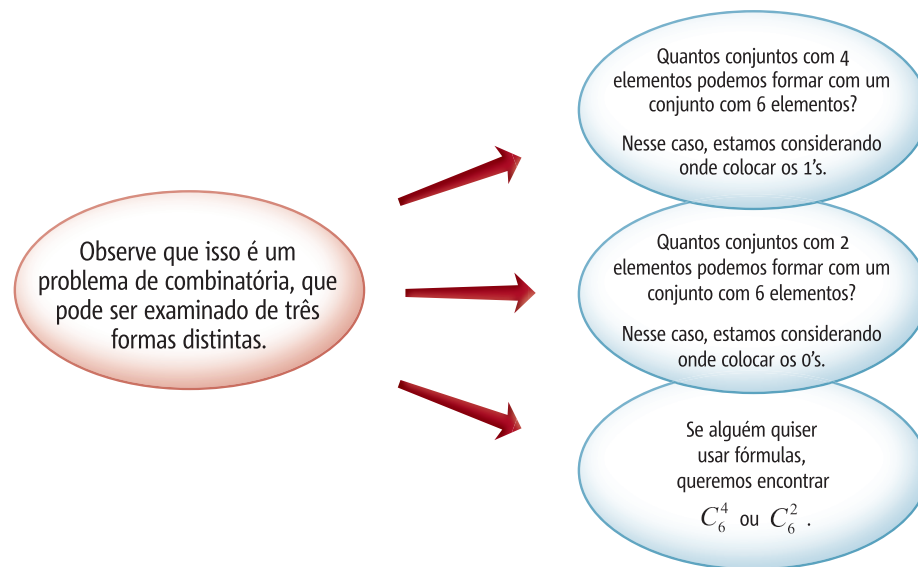 Observe que isso é um
problema de combinatória, que
pode ser examinado de três
formas distintas.
Quantos conjuntos com 4
elementos podemos formar com um
conjunto com 6 elementos?
Nesse caso, estamos considerando
onde colocar os 1's.
Quantos conjuntos com 2
elementos podemos formar com um
conjunto com 6 elementos?
Nesse caso, estamos considerando
onde colocar os 0's.
Se alguém quiser
usar fórmulas,
queremos encontrar
$C_6^4$ ou $C_6^2$ .